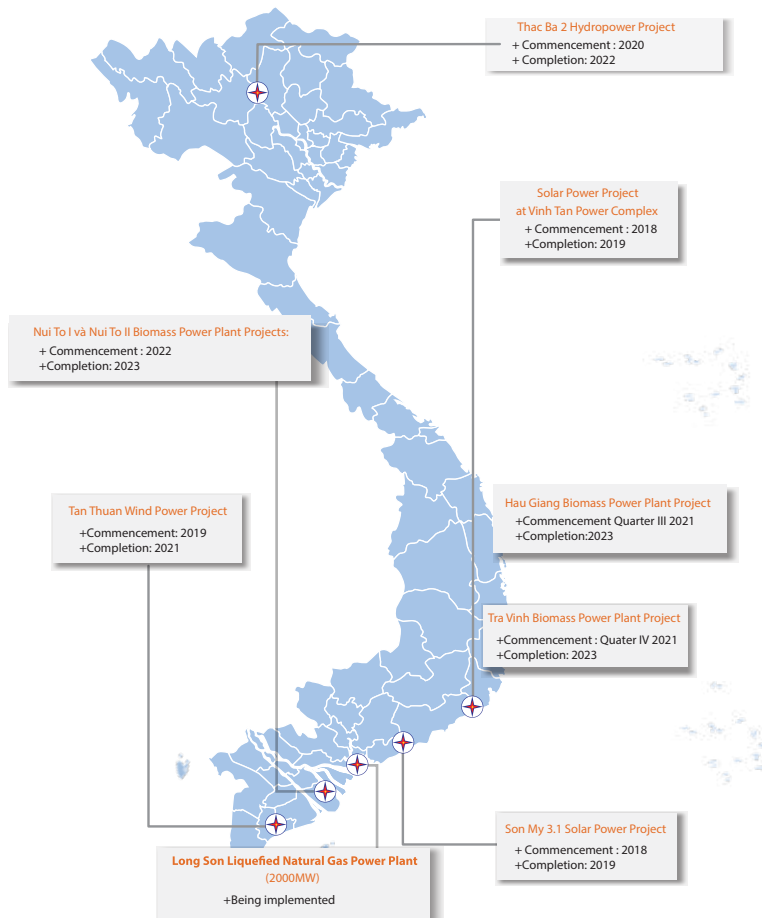 Thac Ba 2 Hydropower Project
+ Commencement : 2020
+ Completion: 2022
Solar Power Project
at Vinh Tan Power Complex
+ Commencement : 2018
+Completion: 2019
Nui To I và Nui To II Biomass Power Plant Projects:
+ Commencement : 2022
+Completion: 2023
Tan Thuan Wind Power Project
+Commencement: 2019
+Completion: 2021
Hau Giang Biomass Power Plant Project
+Commencement Quarter III 2021
+Completion:2023
Tra Vinh Biomass Power Plant Project
+Commencement : Quater IV 2021
+Completion: 2023
Son My 3.1 Solar Power Project
+ Commencement : 2018
+Completion: 2019
Long Son Liquefied Natural Gas Power Plant
(2000MW)
+Being implemented